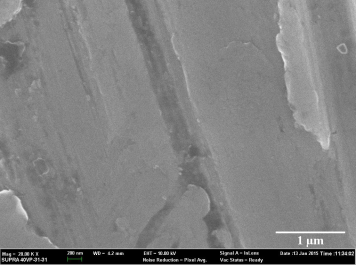 1 μm
Mag = 20.00 K X
200 nm
WD = 4.2 mm
EHT = 10.00 kV
Signal A = InLens
Date :13 Jan 2015
Time :11:34:02
SUPRA 40VP-31-31
Noise Reduction = Pixel Avg.
Vac Status = Ready